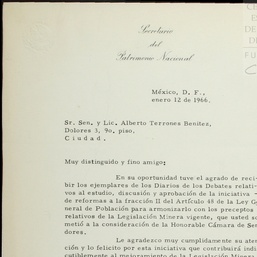 Secretaría
del
Patrimonio Nacional
México, D. F.,
enero 12 de 1966.
Sr. Sen. y Lic. Alberto Terrones Benítez,
Dolores 3, 9o. piso.
C i u d a d .
Muy distinguido y fino amigo:
En su oportunidad tuve el agrado de reci-
bir los ejemplares de los Diarios de los Debates relati-
vos al estudio, discusión y aprobación de la iniciativa -
de reformas a la fracción II del Artículo 48 de la Ley G
neral de Población para armonizarlo con los preceptos
relativos de la Legislación Minera vigente, que usted so
metió a la consideración de la Honorable Cámara de Sen
dores.
Le agradezco muy cumplidamente su aten
ción y lo felicito por esta iniciativa que contribuirá indi